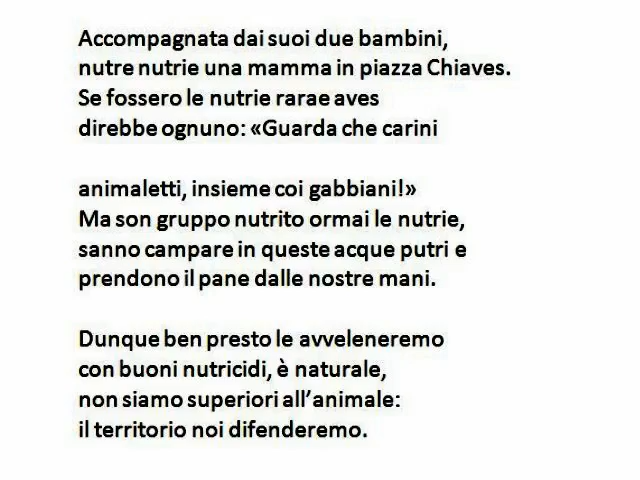 Accompagnata dai suoi due bambini,
nutre nutrie una mamma in piazza Chiaves.
Se fossero le nutrie rarae aves
direbbe ognuno: «Guarda che carini
animaletti, insieme coi gabbiani!»
Ma son gruppo nutrito ormai le nutrie,
sanno campare in queste acque putri e
prendono il pane dalle nostre mani.
Dunque ben presto le avveleneremo
con buoni nutricidi, è naturale,
non siamo superiori all’animale:
il territorio noi difenderemo.